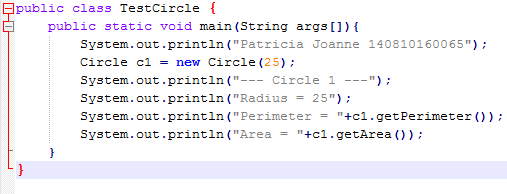 public class TestCircle {
public static void main(String args[]){
System.out.println("Patricia Joanne 140810160065");
Circle c1 = new Circle(25);
System.out.println("--- Circle 1 ---");
System.out.println("Radius = 25");
System.out.println("Perimeter = "+c1.getPerimeter());
System.out.println("Area = "+c1.getArea());
}
}